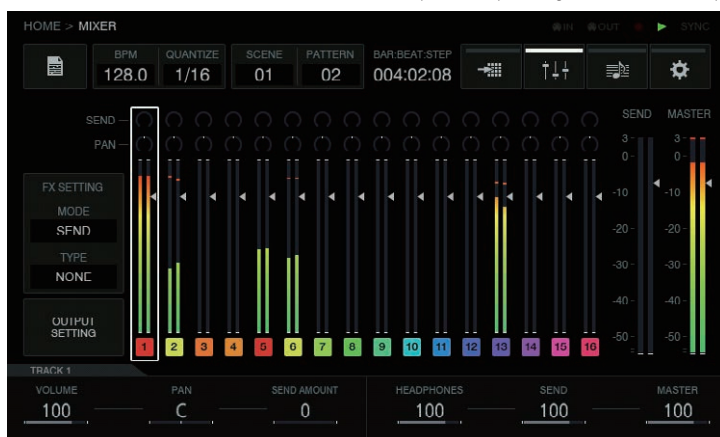 HOME > MIXER
IN OUT SYNC
BPM QUANTIZE SCENE PATTERN BAR:BEAT:STEP
128.0 1/16 01 02 004:02:08
SEND SEND MASTER
PAN 3 3
0 0
FX SETTING -10 -10
MODE
SEND -20 -20
TYPE
NONE -30 -30
-40 -40
OUTPUT
SETTING -50 -50
1 2 3 4 5 6 7 8 9 10 11 12 13 14 15 16
TRACK 1
VOLUME PAN SEND AMOUNT HEADPHONES SEND MASTER
100 C 0 100 100 100